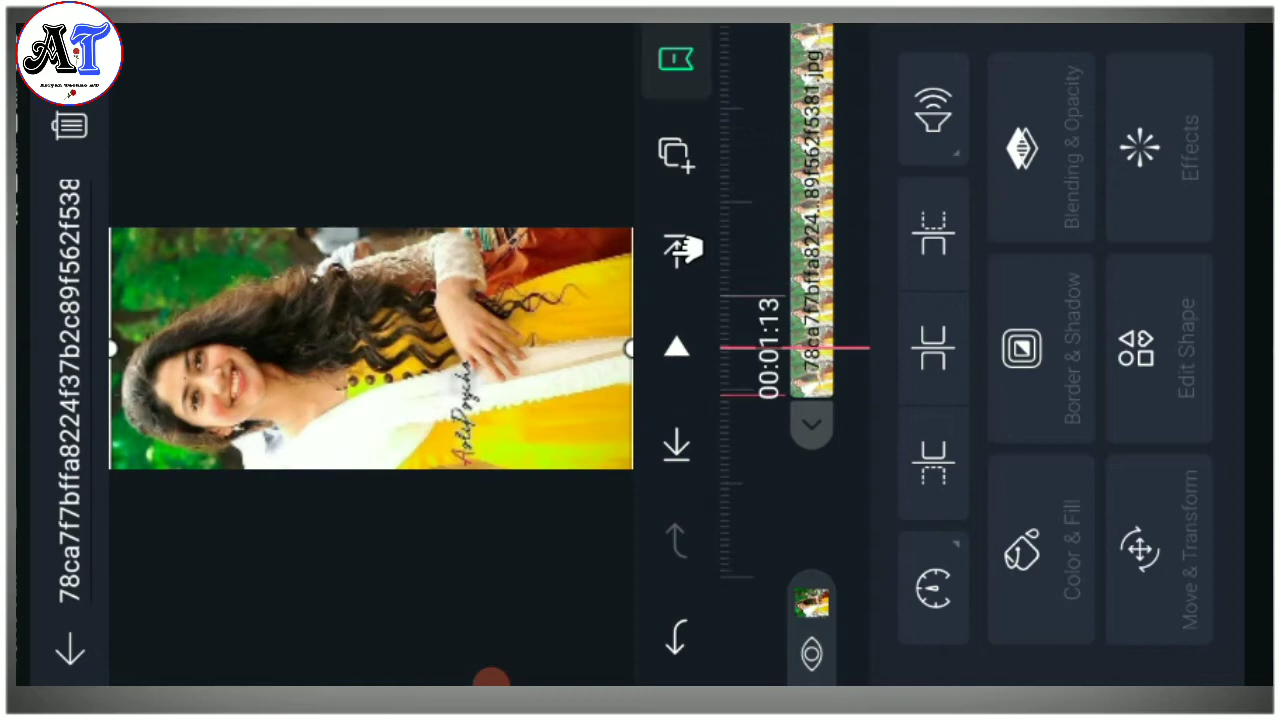 AT
78ca7f7bffa8224f37b2c89f562f538
00:01:13
78ca7f7bffa8224..89f562f5381.jpg
Color & Fill
Border & Shadow
Blending & Opacity
Move & Transform
Edit Shape
Effects